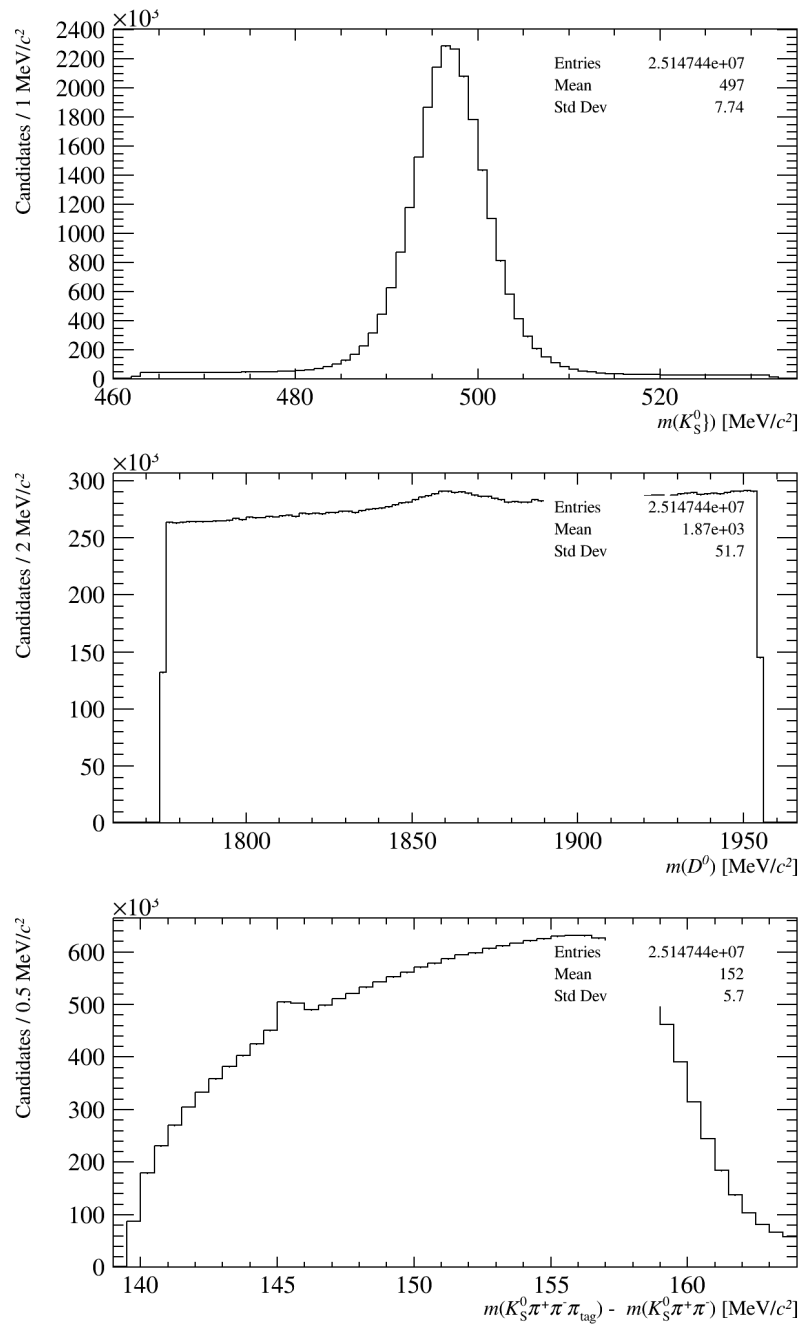 ×10³
Candidates / 1 MeV/c²
2400
2200
2000
1800
1600
1400
1200
1000
800
600
400
200
0
Entries 2.514744e+07
Mean 497
Std Dev 7.74
460 480 500 520
m(K⁰S}) [MeV/c²]
×10³
Candidates / 2 MeV/c²
300
250
200
150
100
50
0
Entries 2.514744e+07
Mean 1.87e+03
Std Dev 51.7
1800 1850 1900 1950
m(D⁰) [MeV/c²]
×10³
Candidates / 0.5 MeV/c²
600
500
400
300
200
100
0
Entries 2.514744e+07
Mean 152
Std Dev 5.7
140 145 150 155 160
m(K⁰Sπ⁺π⁻πtag) - m(K⁰Sπ⁺π⁻) [MeV/c²]